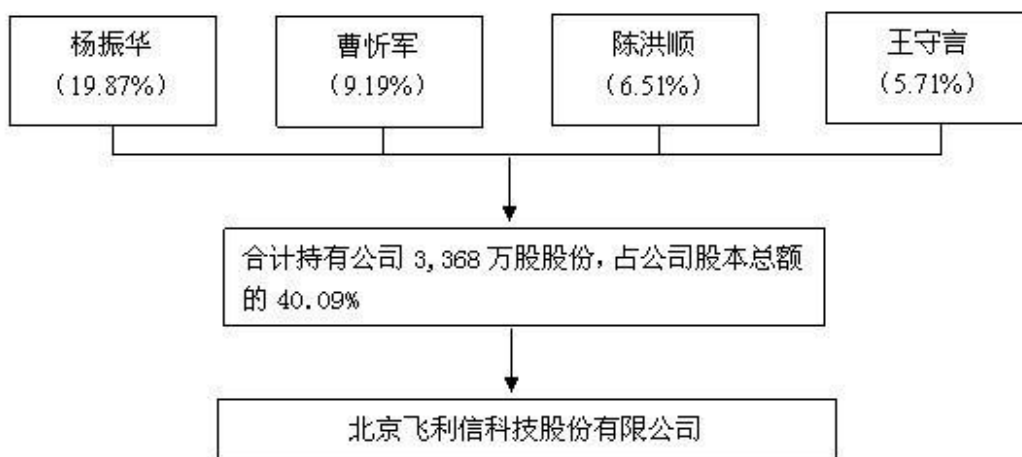 杨振华
（19.87%）
曹忻军
（9.19%）
陈洪顺
（6.51%）
王守言
（5.71%）
合计持有公司 3,368 万股股份，占公司股本总额
的 40.09%
北京飞利信科技股份有限公司